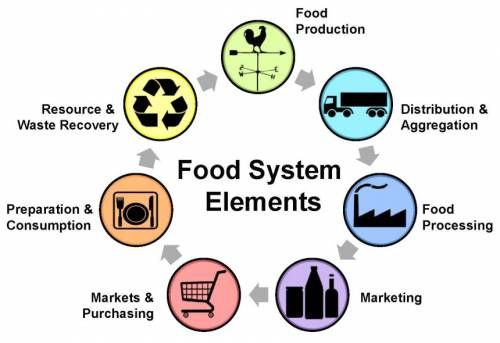 Food
Production
Distribution &
Aggregation
Food
Processing
Marketing
Markets &
Purchasing
Preparation &
Consumption
Resource &
Waste Recovery
Food System
Elements